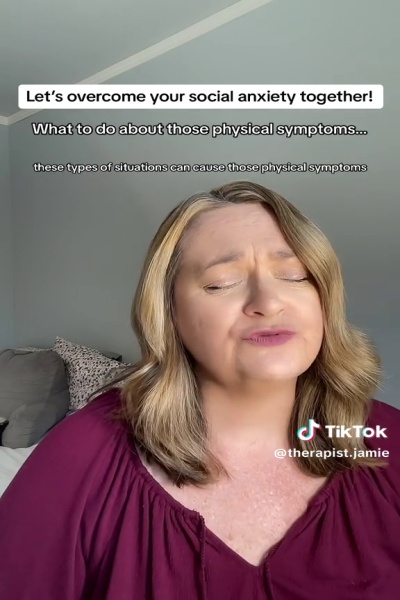 Let's overcome your social anxiety together!
What to do about those physical symptoms...
these types of situations can cause those physical symptoms
TikTok
@therapist.jamie